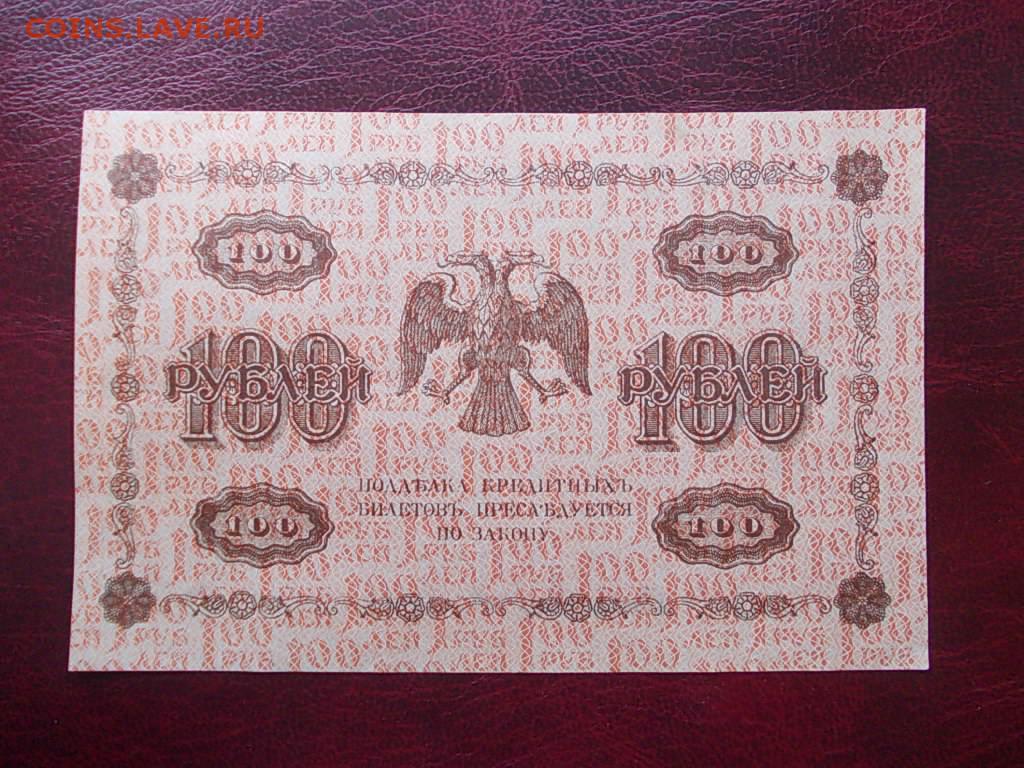 COINS.LAVE.RU
100 100
100 100
РУБЛЕЙ РУБЛЕЙ
ПОДДѢЛКА КРЕДИТНЫХЪ
БИЛЕТОВЪ ПРЕСЛѢДУЕТСЯ
ПО ЗАКОНУ
100 100